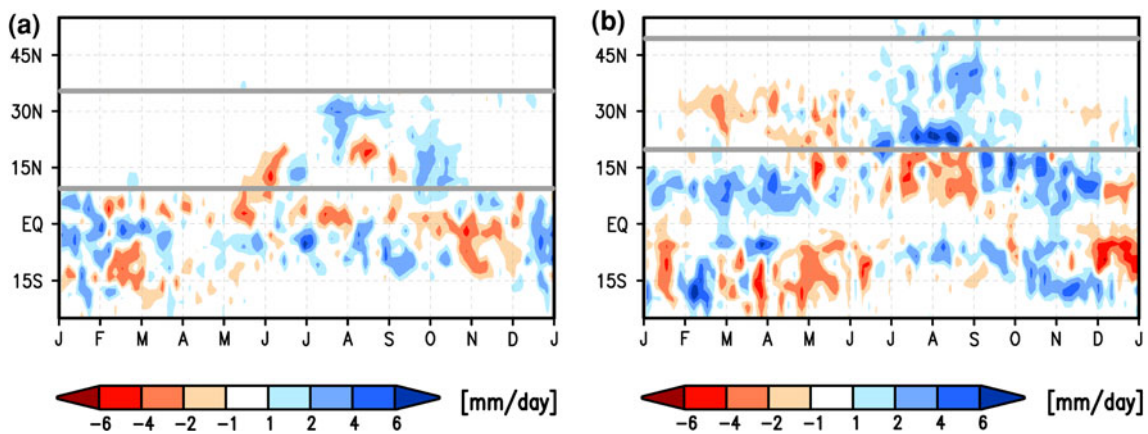 (a)
45N
30N
15N
EQ
15S
J F M A M J J A S O N D J
-6 -4 -2 -1 1 2 4 6 [mm/day]
(b)
45N
30N
15N
EQ
15S
J F M A M J J A S O N D J
-6 -4 -2 -1 1 2 4 6 [mm/day]